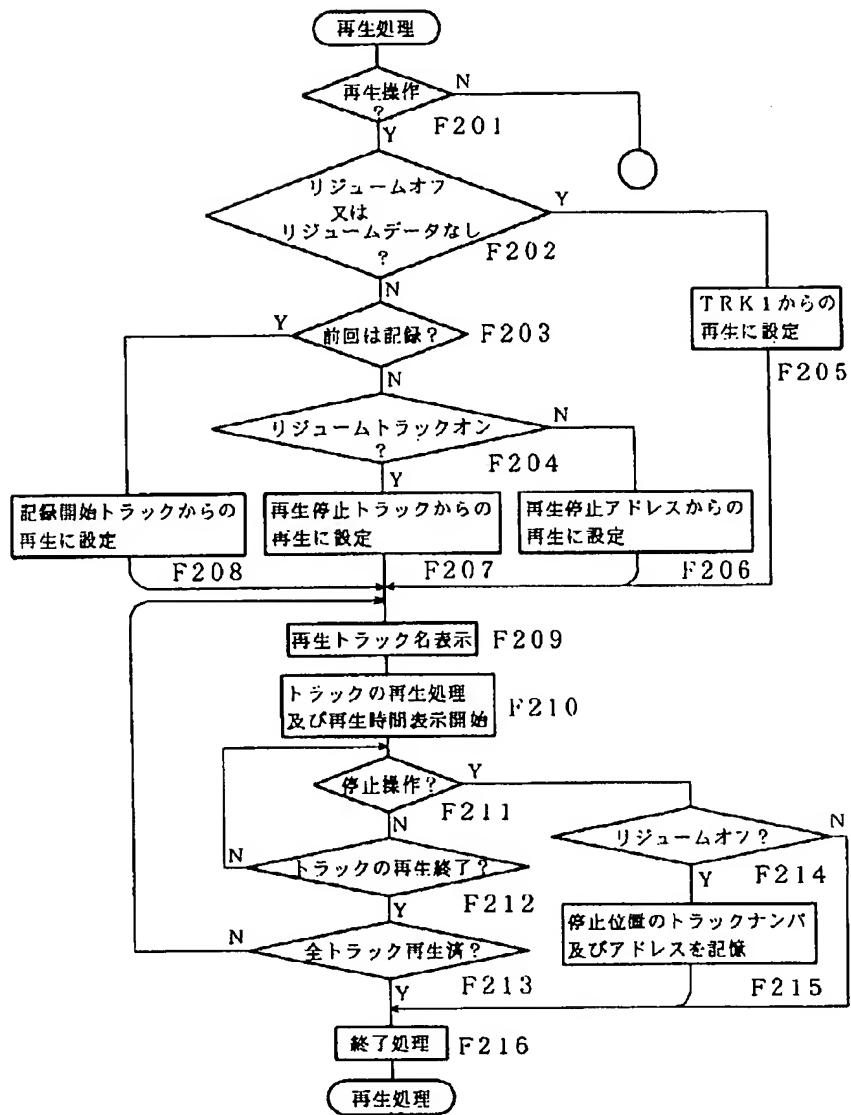 再生処理
再生操作
?
N
F201
Y
リジュームオフ
又は
リジュームデータなし
?
Y
F202
N
TRK1からの
再生に設定
F205
Y
前回は記録?
F203
N
リジュームトラックオン
?
N
F204
Y
記録開始トラックからの
再生に設定
F208
再生停止トラックからの
再生に設定
F207
再生停止アドレスからの
再生に設定
F206
再生トラック名表示
F209
トラックの再生処理
及び再生時間表示開始
F210
停止操作?
Y
F211
N
リジュームオン?
N
F214
Y
N
トラックの再生終了?
F212
Y
停止位置のトラックナンバ
及びアドレスを記憶
F215
N
全トラック再生済?
F213
Y
終了処理
F216
再生処理